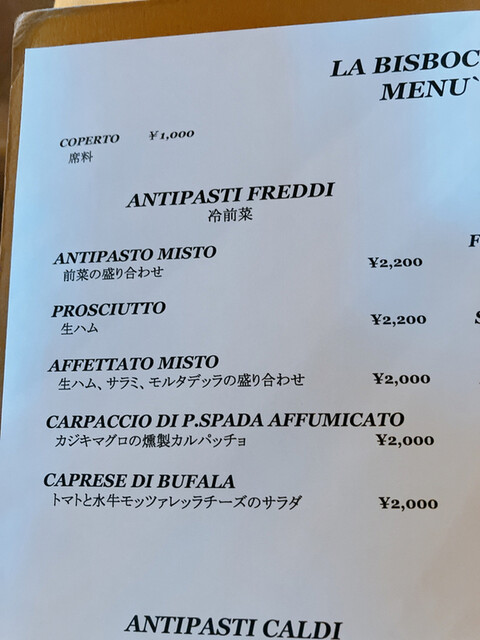 LA BISBOC
MENU`
COPERTO ¥1,000
席料
ANTIPASTI FREDDI
冷前菜
ANTIPASTO MISTO
前菜の盛り合わせ ¥2,200
PROSCIUTTO
生ハム ¥2,200
AFFETTATO MISTO
生ハム、サラミ、モルタデッラの盛り合わせ ¥2,000
CARPACCIO DI P.SPADA AFFUMICATO
カジキマグロの燻製カルパッチョ ¥2,000
CAPRESE DI BUFALA
トマトと水牛モッツァレッラチーズのサラダ ¥2,000
ANTIPASTI CALDI